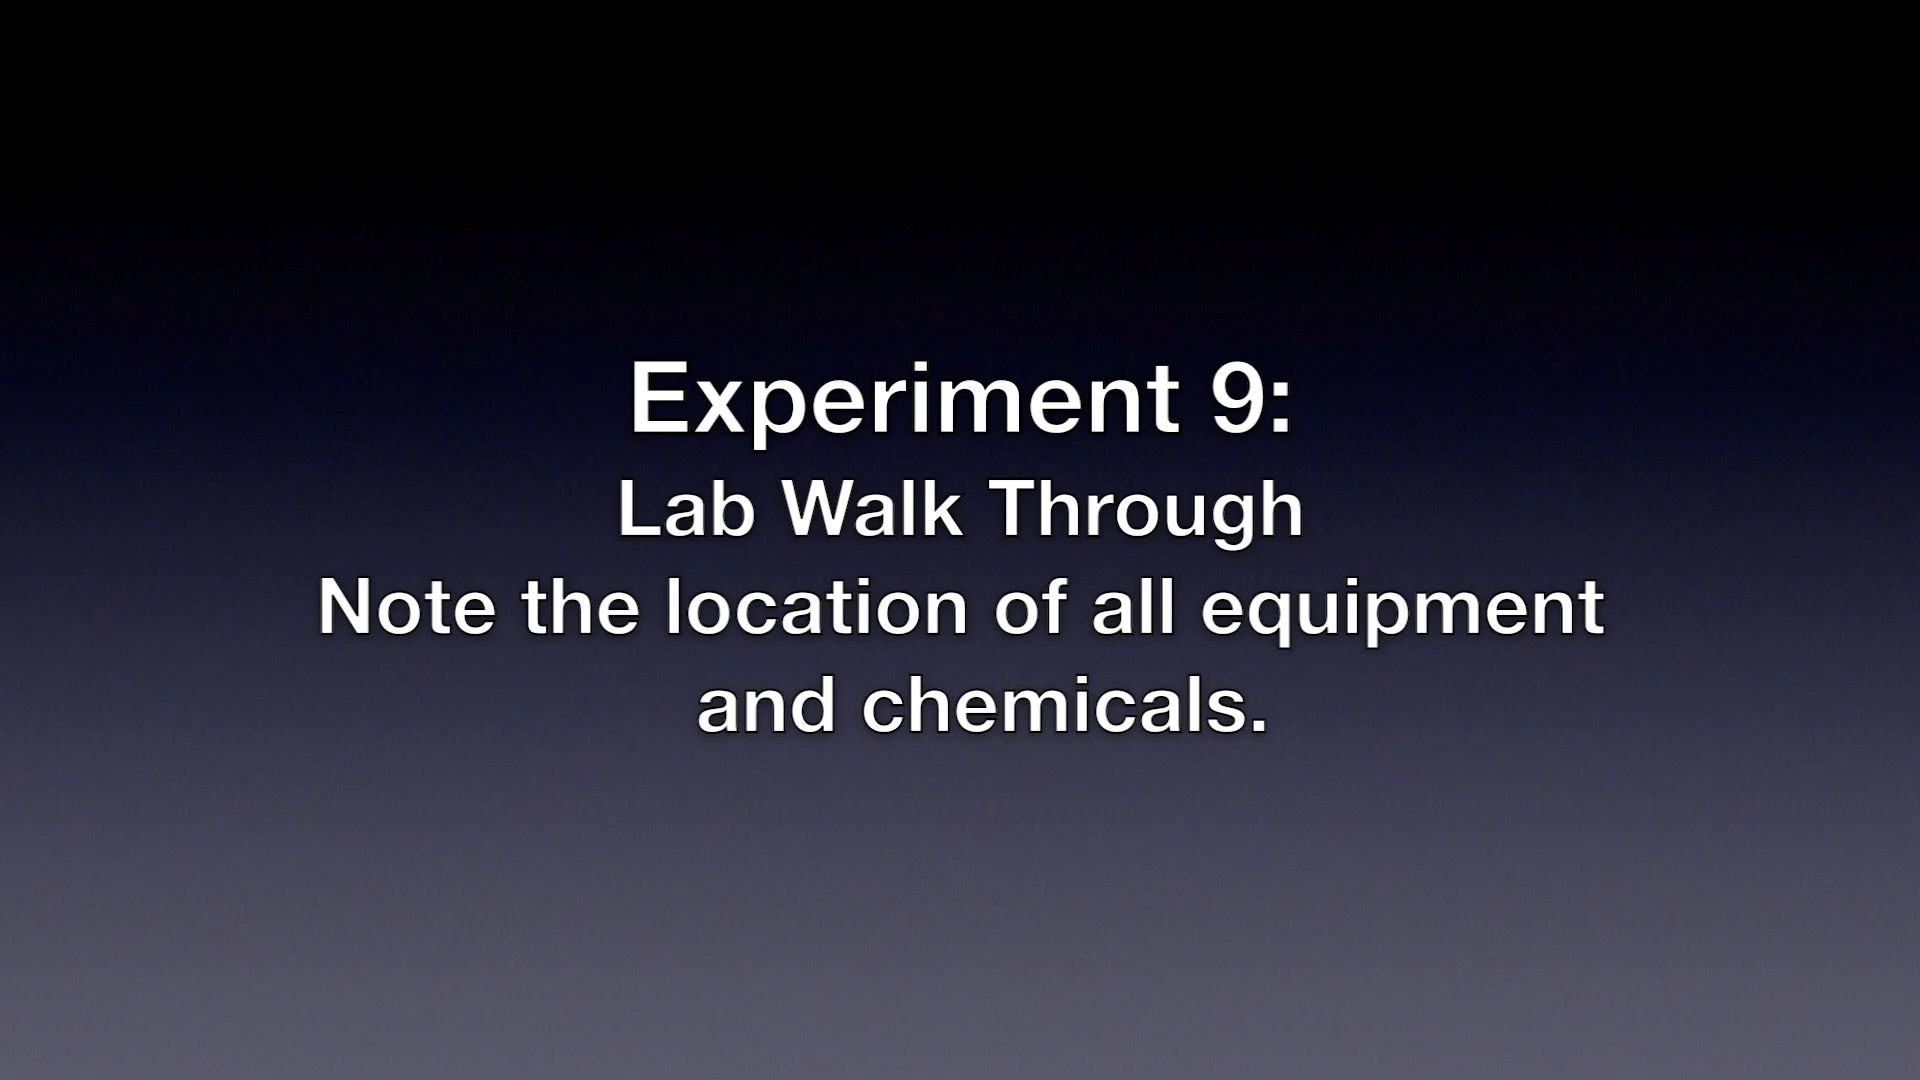 Experiment 9:
Lab Walk Through
Note the location of all equipment
and chemicals.